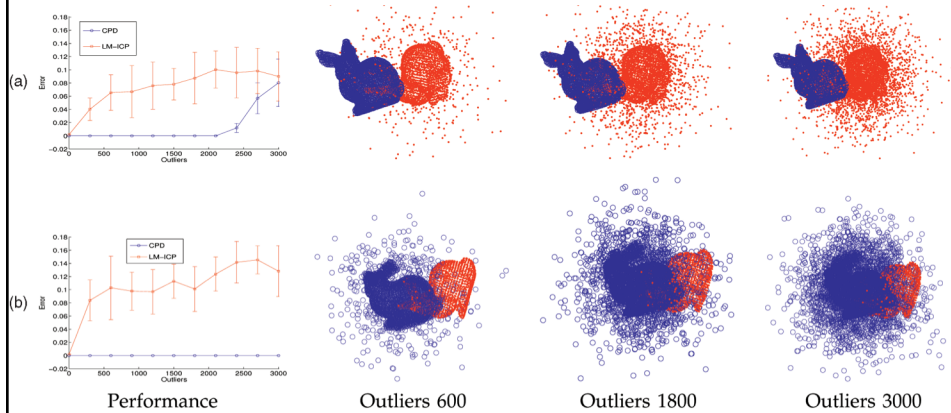 CPD
LM-ICP
(a)
Error
0.18
0.16
0.14
0.12
0.1
0.08
0.06
0.04
0.02
0
−0.02
0 500 1000 1500 2000 2500 3000
Outliers
CPD
LM-ICP
(b)
Error
0.18
0.16
0.14
0.12
0.1
0.08
0.06
0.04
0.02
0
−0.02
0 500 1000 1500 2000 2500 3000
Outliers
Performance Outliers 600 Outliers 1800 Outliers 3000